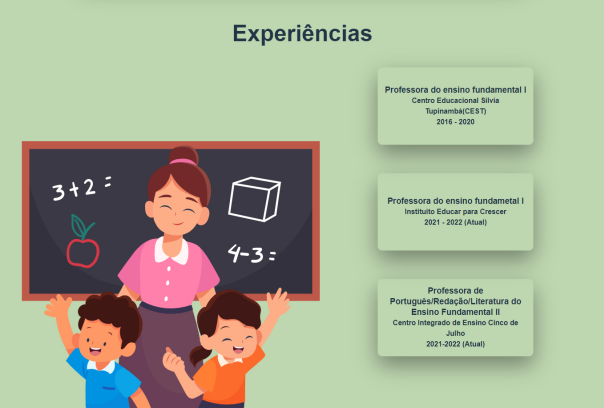 Experiências
Professora do ensino fundamental I
Centro Educacional Silvia
Tupinambá(CEST)
2016 - 2020
3+2 =
4-3 =
Professora do ensino fundametal I
Instituito Educar para Crescer
2021 - 2022 (Atual)
Professora de
Português/Redação/Literatura do
Ensino Fundamental II
Centro Integrado de Ensino Cinco de
Julho
2021-2022 (Atual)